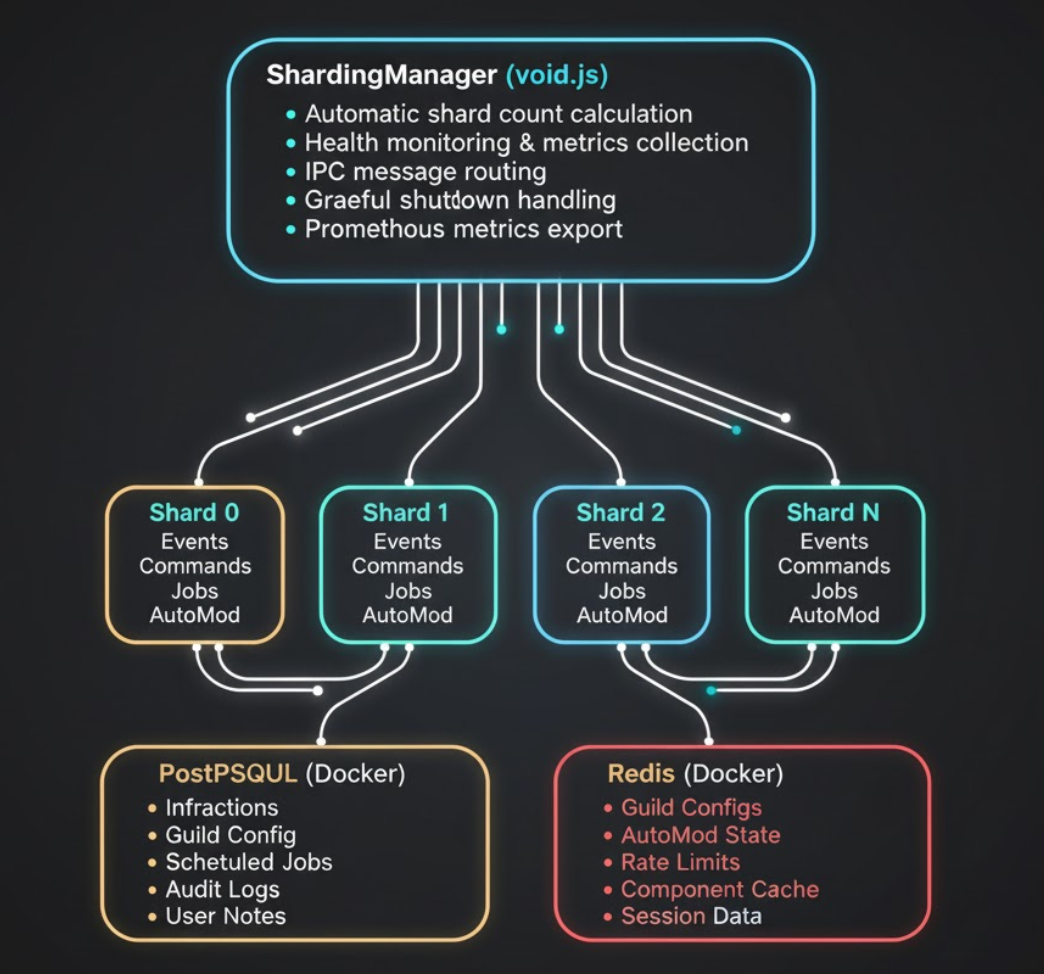 ShardingManager (void.js)
• Automatic shard count calculation
• Health monitoring & metrics collection
• IPC message routing
• Graeful shutdown handling
• Promethous metrics export
Shard 0
Events
Commands
Jobs
AutoMod
Shard 1
Events
Commands
Jobs
AutoMod
Shard 2
Events
Commands
Jobs
AutoMod
Shard N
Events
Commands
Jobs
AutoMod
PostPSQUL (Docker)
• Infractions
• Guild Config
• Schetuled Jobs
• Audit Logs
• User Notes
Redis (Docker)
• Guild Configs
• AutoMod State
• Rate Limits
• Component Cache
• Session Data